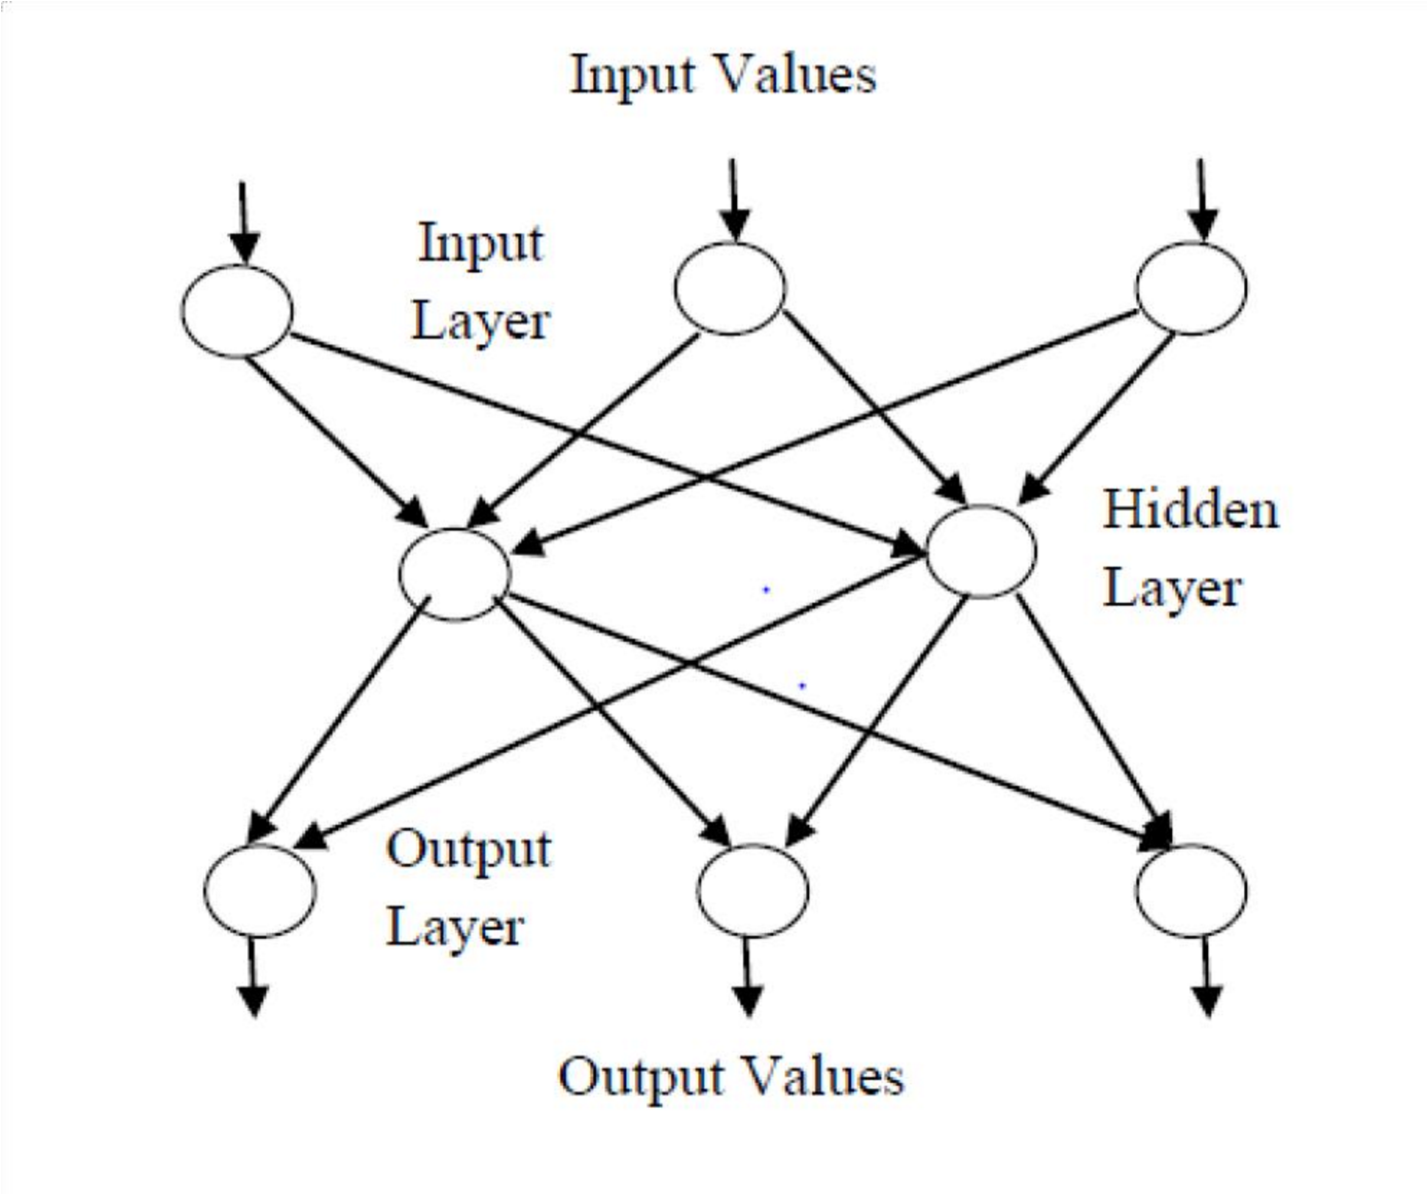 Input Values
Input
Layer
Hidden
Layer
Output
Layer
Output Values